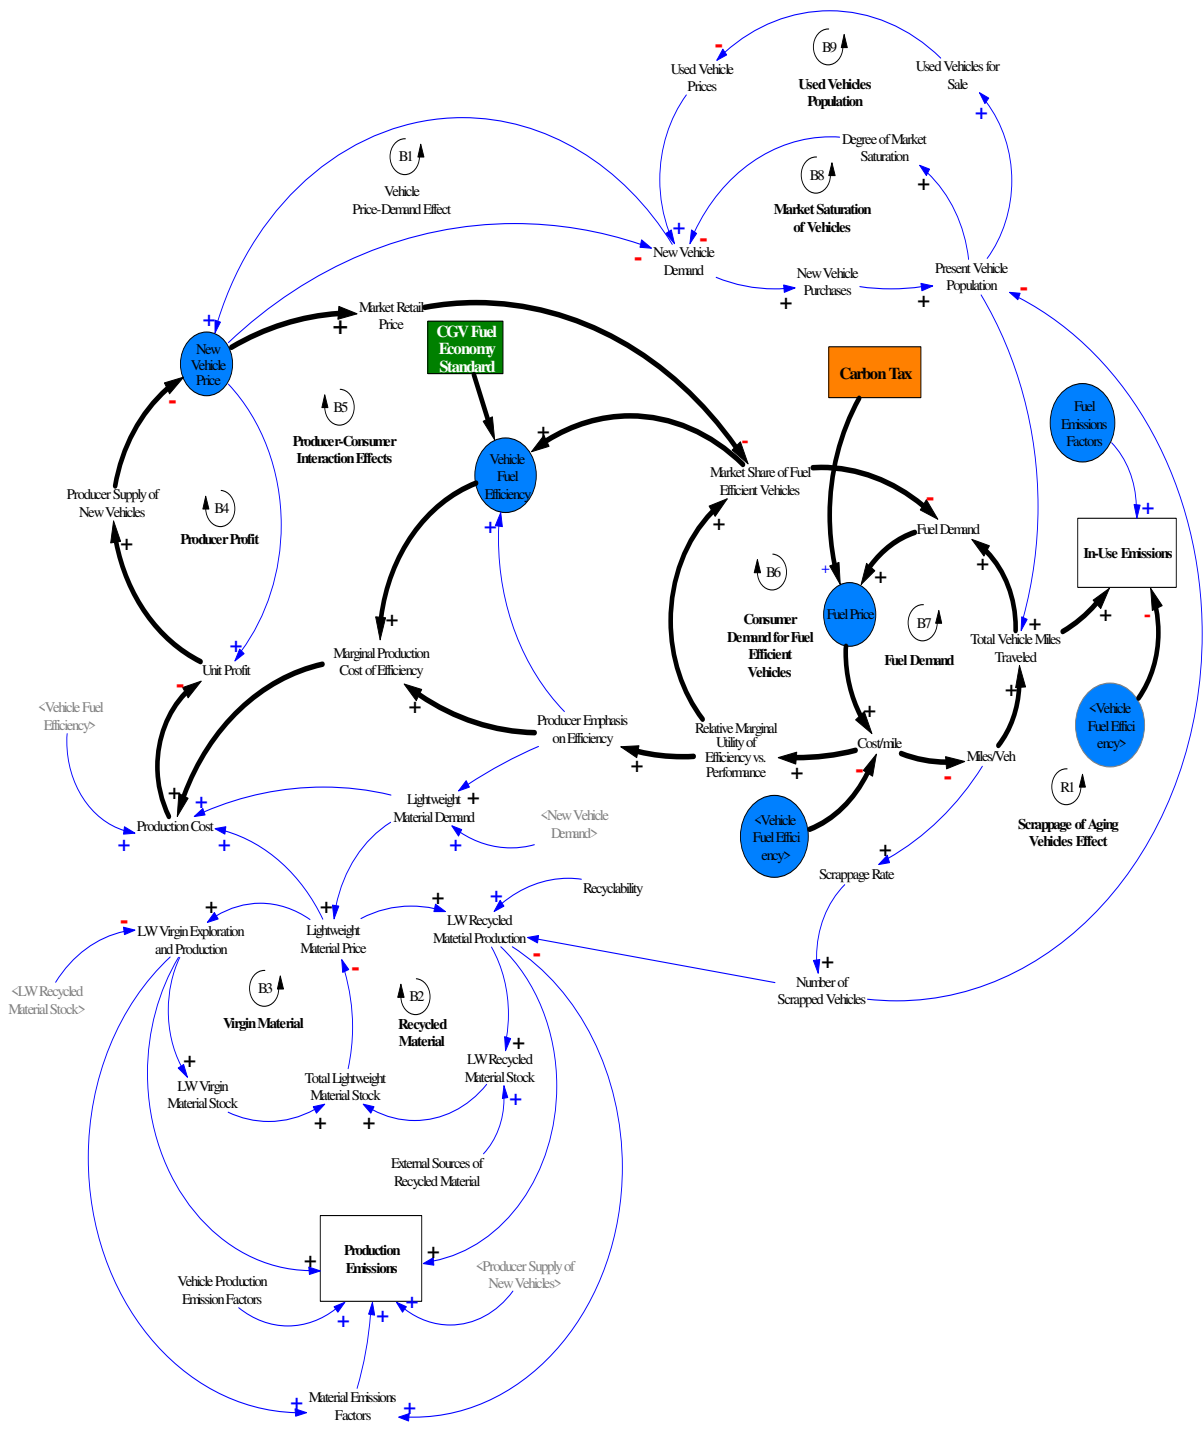 B9
Used Vehicle
Prices
Used Vehicles
Population
Used Vehicles for
Sale
B1
Vehicle
Price-Demand Effect
Degree of Market
Saturation
B8
Market Saturation
of Vehicles
New Vehicle
Demand
New Vehicle
Purchases
Present Vehicle
Population
Market Retail
Price
CGV Fuel
Economy
Standard
New
Vehicle
Price
Carbon Tax
B5
Producer-Consumer
Interaction Effects
Fuel
Emissions
Factors
Vehicle
Fuel
Efficiency
Market Share of Fuel
Efficient Vehicles
Producer Supply of
New Vehicles
B4
Producer Profit
Fuel Demand
In-Use Emissions
B6
Consumer
Demand for Fuel
Efficient
Vehicles
Fuel Price
B7
Fuel Demand
Total Vehicle Miles
Traveled
Unit Profit
Marginal Production
Cost of Efficiency
<Vehicle Fuel
Efficiency>
Producer Emphasis
on Efficiency
Relative Marginal
Utility of
Efficiency vs.
Performance
Cost/mile
Miles/Veh
<Vehicle
Fuel Effici
ency>
R1
Scrappage of Aging
Vehicles Effect
Production Cost
Lightweight
Material Demand
<New Vehicle
Demand>
<Vehicle
Fuel Effici
ency>
Scrappage Rate
Recyclability
LW Virgin Exploration
and Production
Lightweight
Material Price
LW Recycled
Matetial Production
<LW Recycled
Material Stock>
B3
Virgin Material
B2
Recycled
Material
Number of
Scrapped Vehicles
LW Virgin
Material Stock
Total Lightweight
Material Stock
LW Recycled
Material Stock
External Sources of
Recycled Material
Production
Emissions
Vehicle Production
Emission Factors
<Producer Supply of
New Vehicles>
Material Emissions
Factors